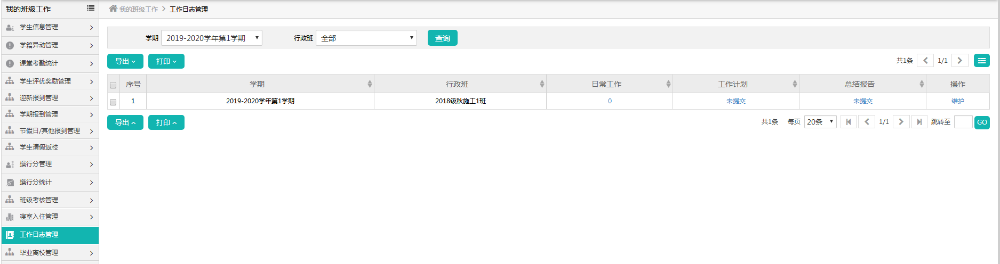 我的班级工作
学生信息管理
学籍异动管理
课堂考勤统计
学生评优奖励管理
迎新报到管理
学期报到管理
节假日/其他报到管理
学生请假返校
操行分管理
操行分统计
班级考核管理
寝室入住管理
工作日志管理
毕业离校管理
我的班级工作 > 工作日志管理
学期 2019-2020学年第1学期 行政班 全部 查询
导出 打印 共1条 1/1
序号 学期 行政班 日常工作 工作计划 总结报告 操作
1 2019-2020学年第1学期 2018级秋施工1班 0 未提交 未提交 维护
导出 打印 共1条 每页 20条 1/1 跳转至 GO